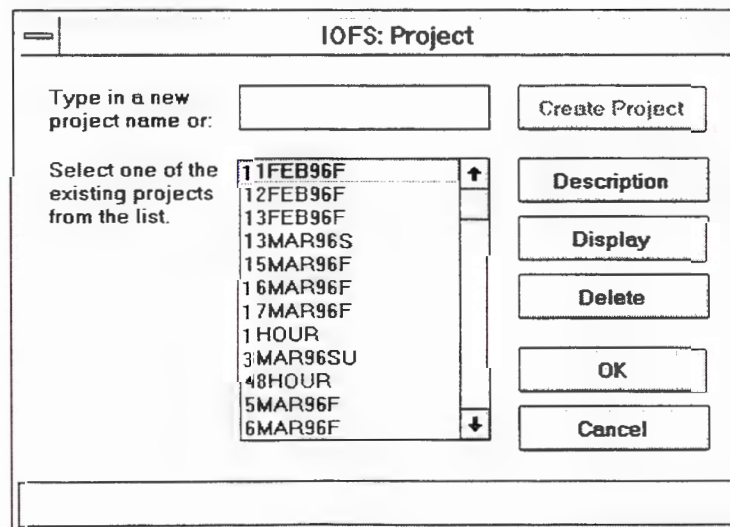 IOFS: Project
Type in a new
project name or:
Create Project
Select one of the
existing projects
from the list.
11FEB96F
12FEB96F
13FEB96F
13MAR96S
15MAR96F
16MAR96F
17MAR96F
1HOUR
3MAR96SU
48HOUR
5MAR96F
6MAR96F
Description
Display
Delete
OK
Cancel